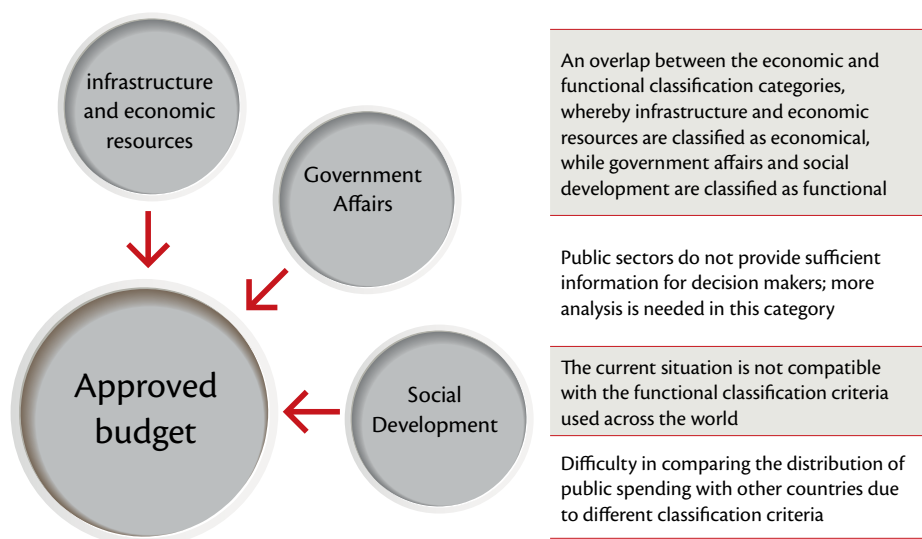 infrastructure
and economic
resources
Government
Affairs
Approved
budget
Social
Development
An overlap between the economic and
functional classification categories,
whereby infrastructure and economic
resources are classified as economical,
while government affairs and social
development are classified as functional
Public sectors do not provide sufficient
information for decision makers; more
analysis is needed in this category
The current situation is not compatible
with the functional classification criteria
used across the world
Difficulty in comparing the distribution of
public spending with other countries due
to different classification criteria